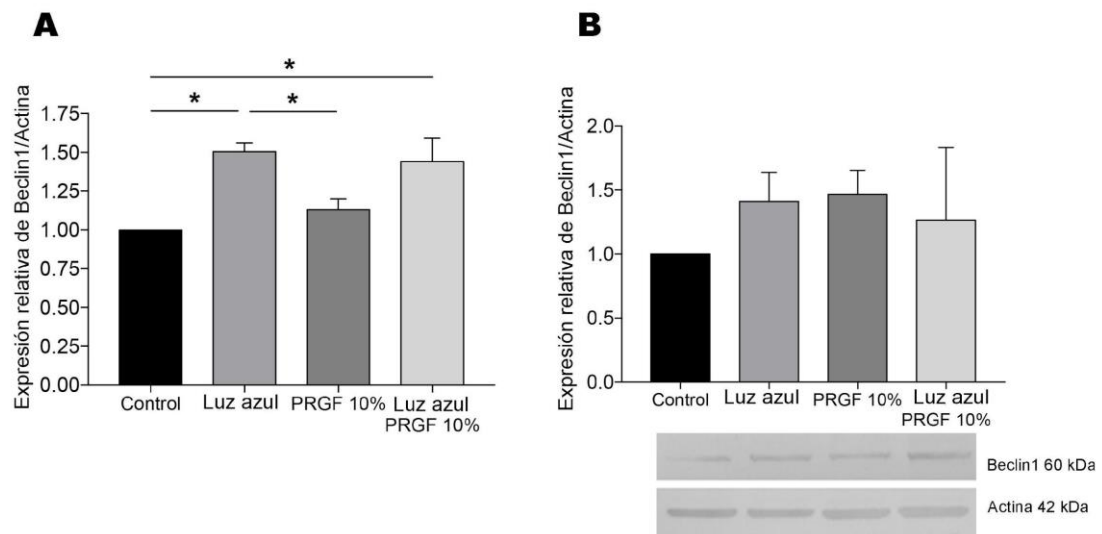 A
Expresión relativa de Beclin1/Actina
*
*
*
1.75
1.50
1.25
1.00
0.75
0.50
0.25
0.00
Control
Luz azul
PRGF 10%
Luz azul
PRGF 10%
B
Expresión relativa de Beclin1/Actina
2.0
1.5
1.0
0.5
0.0
Control
Luz azul
PRGF 10%
Luz azul
PRGF 10%
Beclin1 60 kDa
Actina 42 kDa